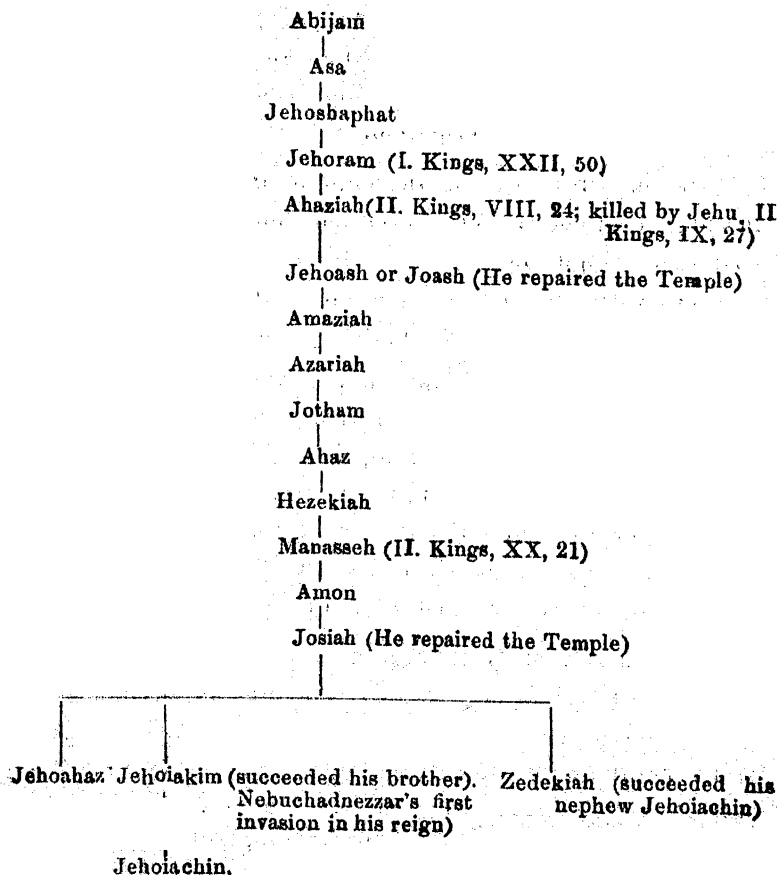 Abijam
Asa
Jehosbaphat
Jehoram (I. Kings, XXII, 50)
Ahaziah(II. Kings, VIII, 24; killed by Jehu, II
Kings, IX, 27)
Jehoash or Joash (He repaired the Temple)
Amaziah
Azariah
Jotham
Ahaz
Hezekiah
Manasseh (II. Kings, XX, 21)
Amon
Josiah (He repaired the Temple)
Jehoahaz Jehoiakim (succeeded his brother). Zedekiah (succeeded his
Nebuchadnezzar's first nephew Jehoiachin)
invasion in his reign)
Jehoiachin.